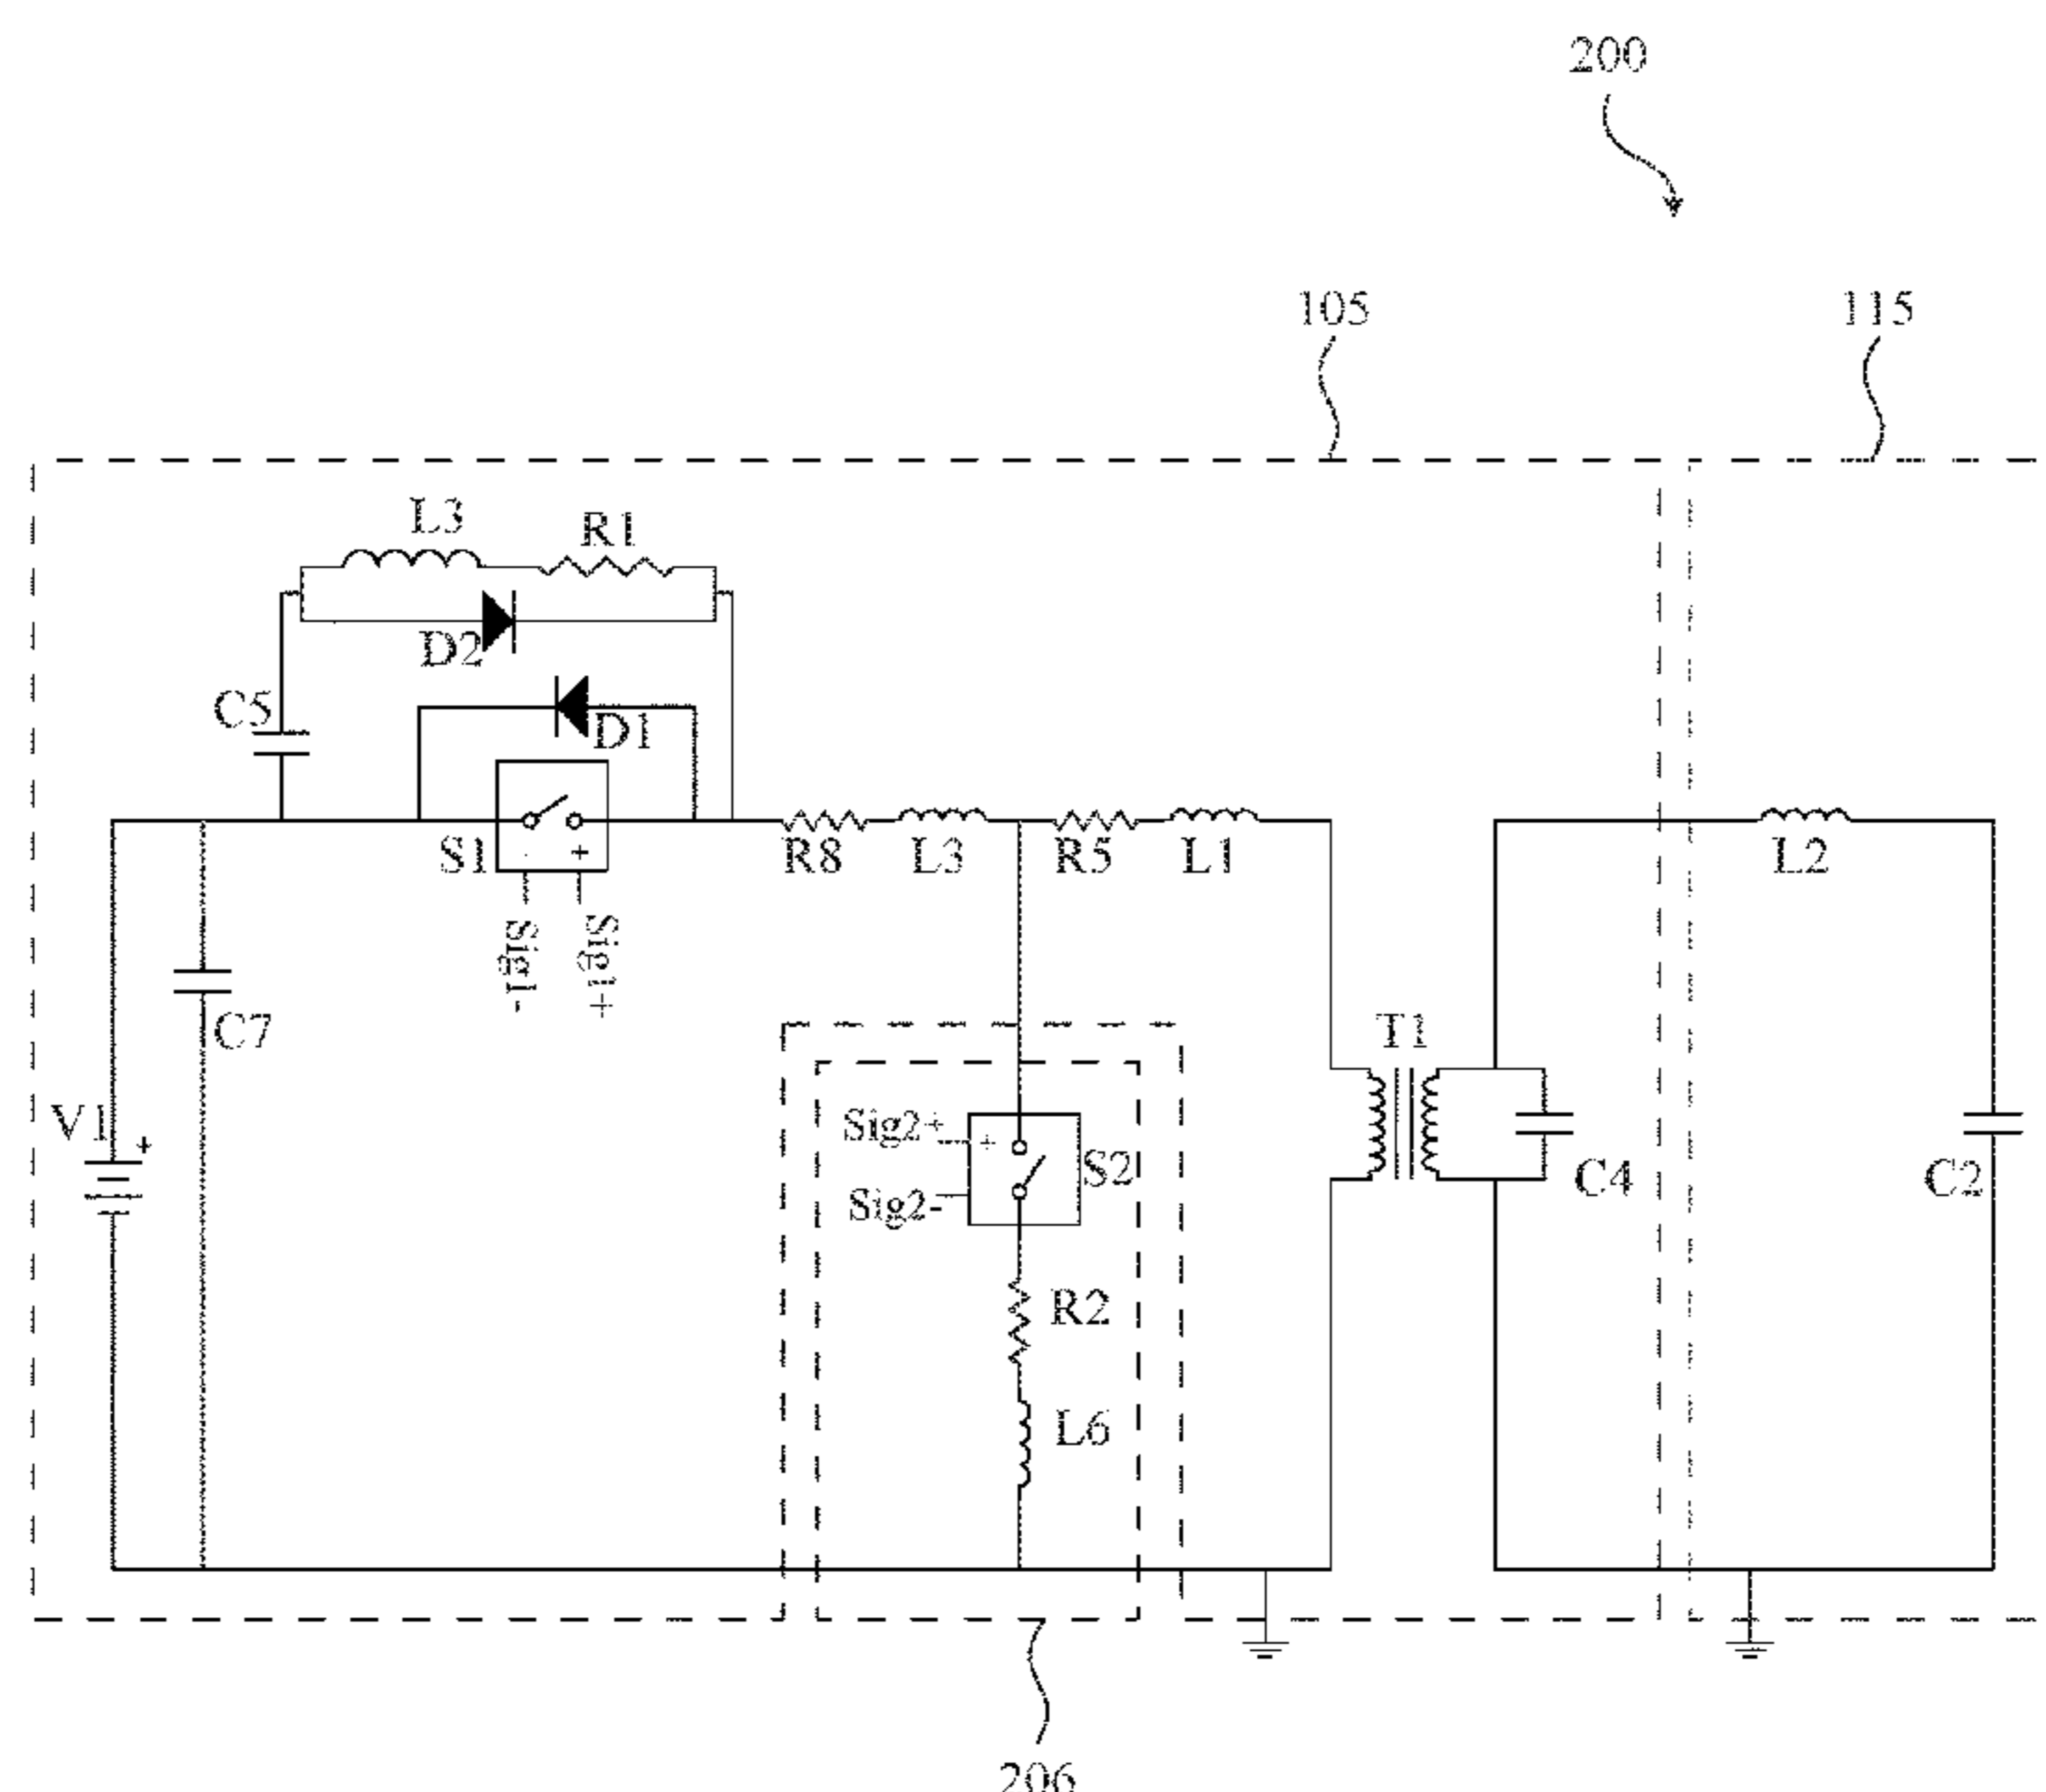 200
105
115
L3
R1
D2
C5
D1
S1
-
+
R8
L3
R5
L1
L2
Sig1-
Sig1+
C7
T1
V1
+
Sig2+
+
S2
Sig2-
C4
C2
R2
L6
206